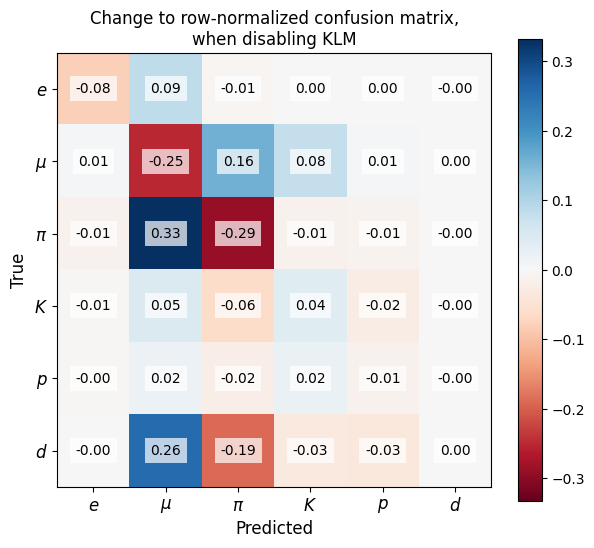 Change to row-normalized confusion matrix,
when disabling KLM
e -0.08 0.09 -0.01 0.00 0.00 -0.00
μ 0.01 -0.25 0.16 0.08 0.01 0.00
π -0.01 0.33 -0.29 -0.01 -0.01 -0.00
K -0.01 0.05 -0.06 0.04 -0.02 -0.00
p -0.00 0.02 -0.02 0.02 -0.01 -0.00
d -0.00 0.26 -0.19 -0.03 -0.03 0.00
e μ π K p d
Predicted
True
0.3
0.2
0.1
0.0
−0.1
−0.2
−0.3